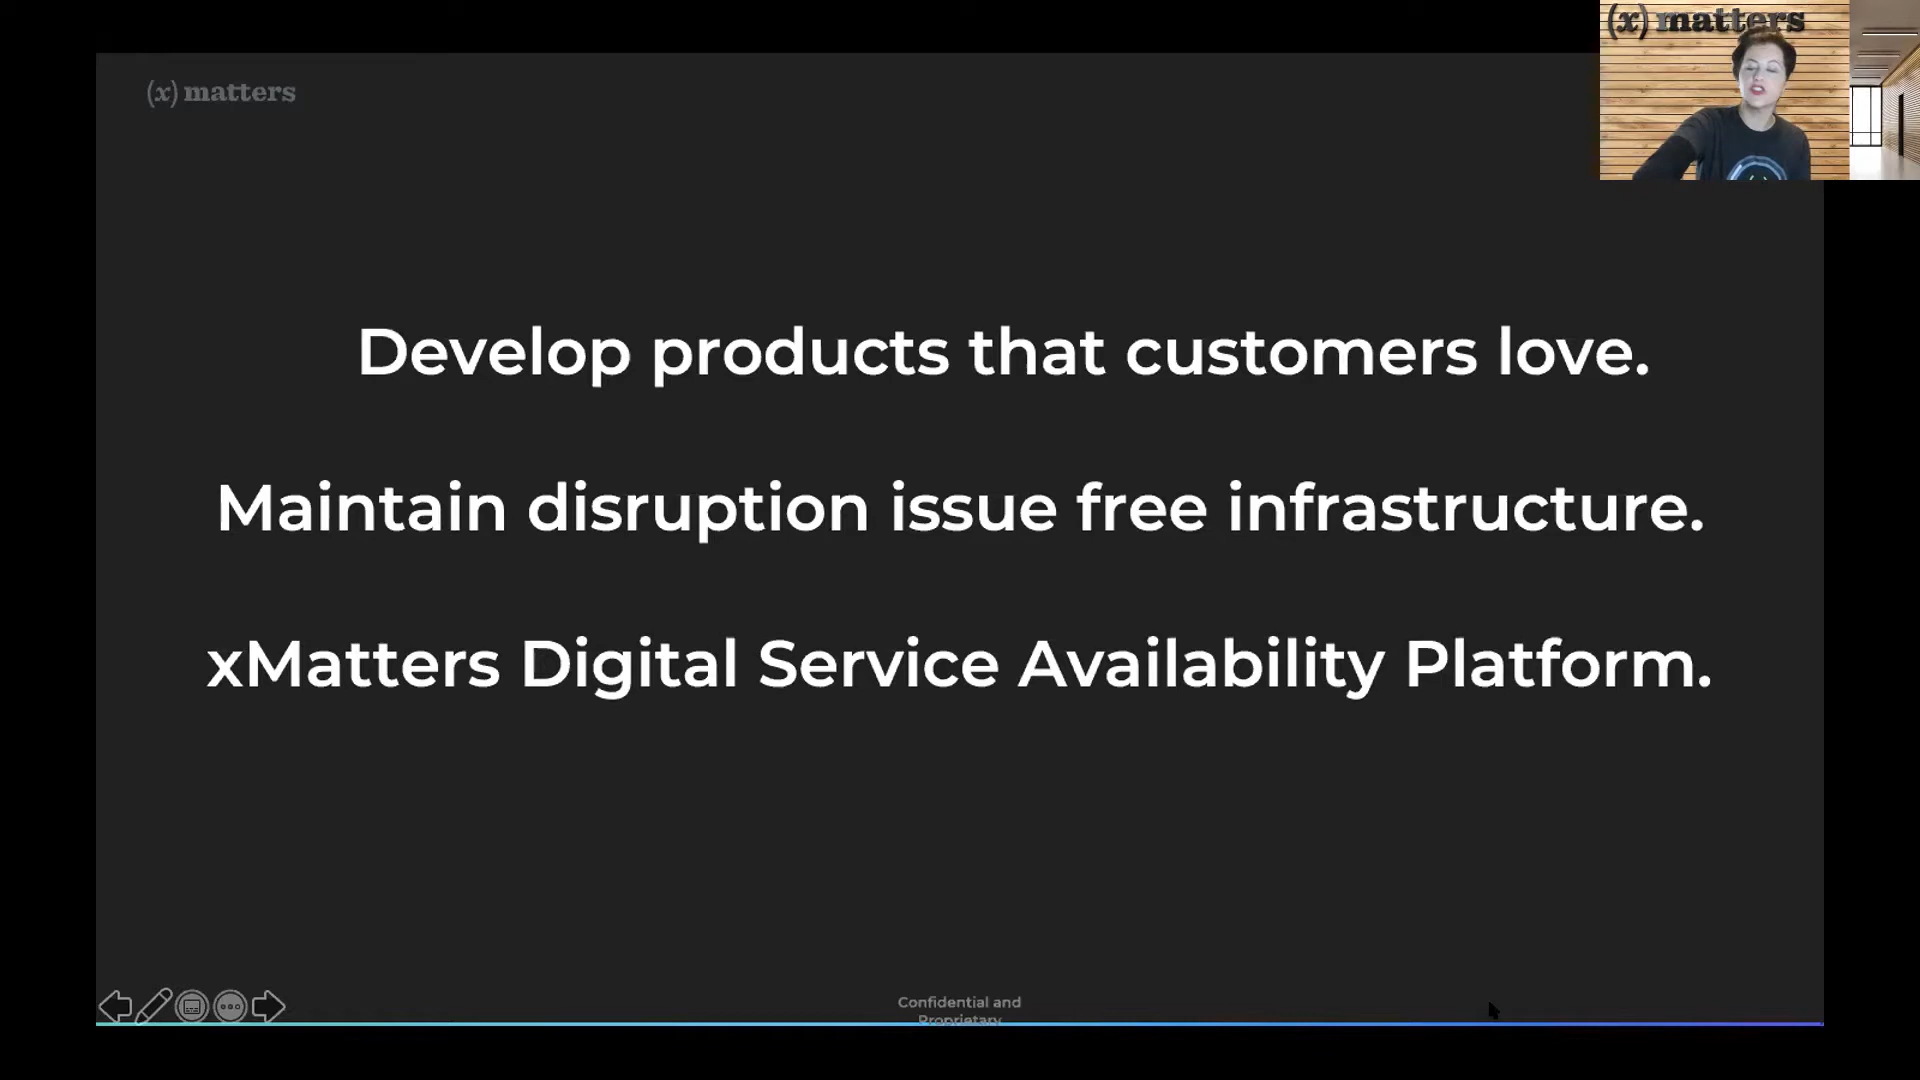 (x) matters
(x) matters
Develop products that customers love.
Maintain disruption issue free infrastructure.
xMatters Digital Service Availability Platform.
Confidential and
Proprietary